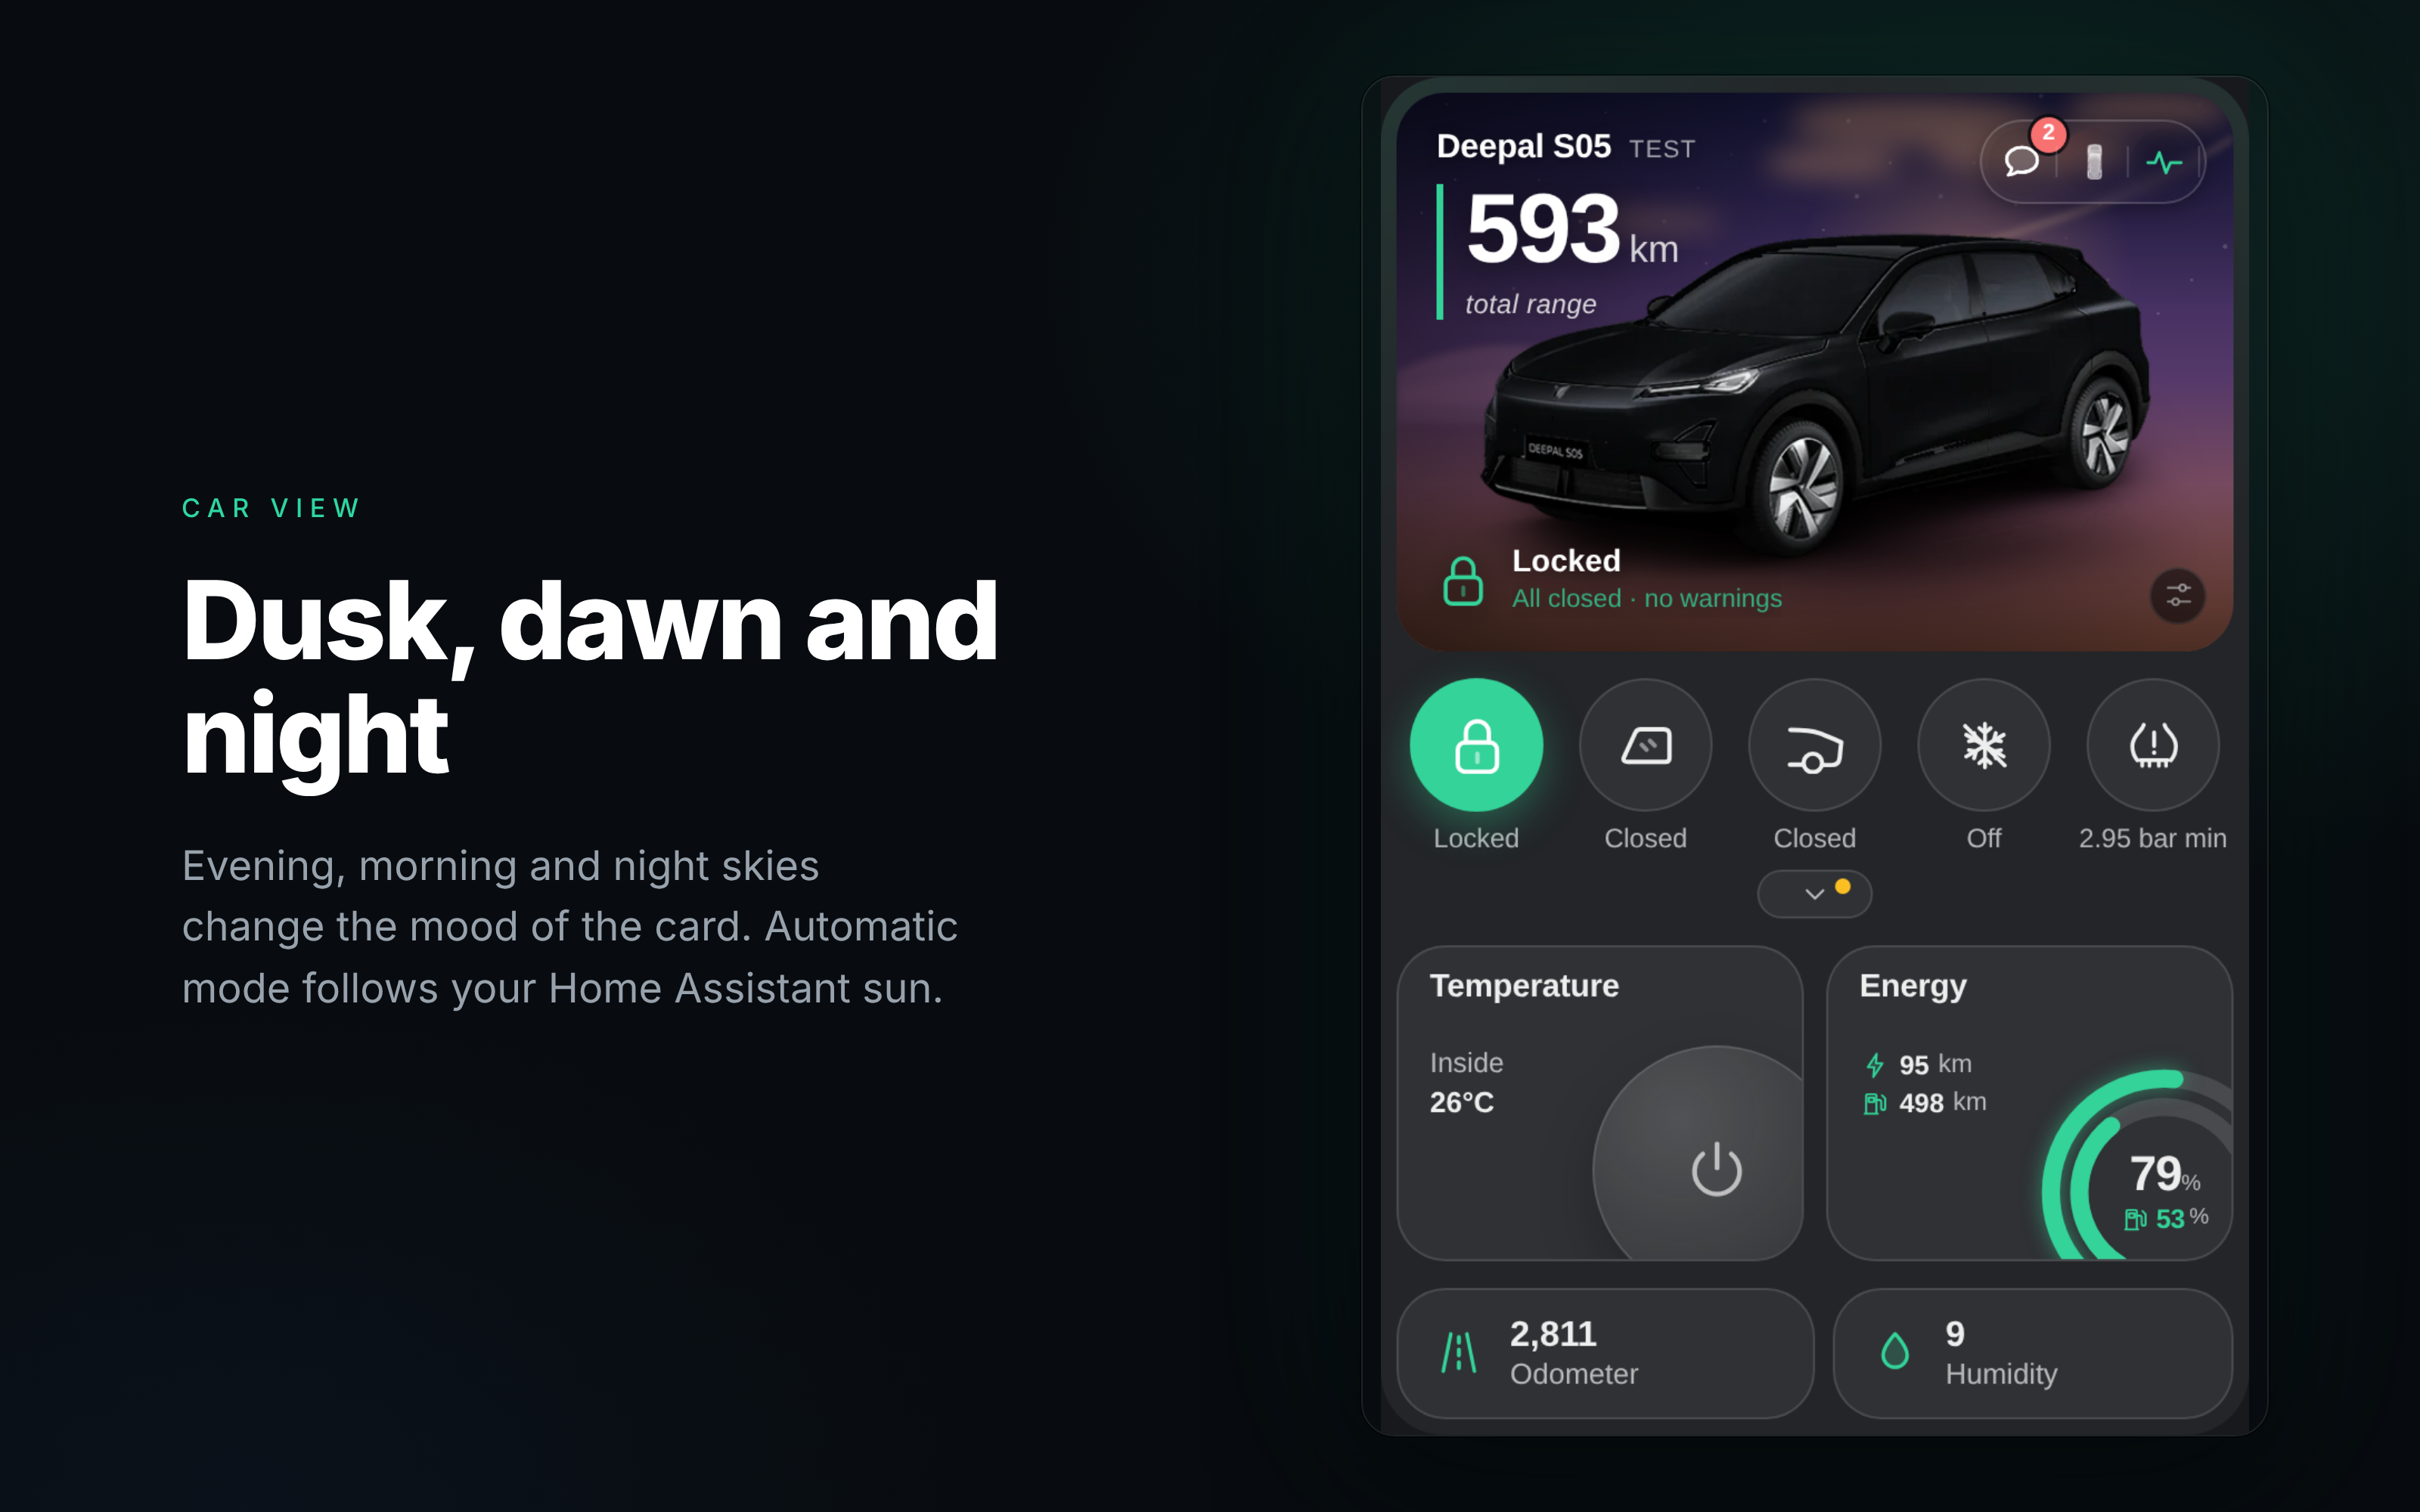 CAR VIEW
Dusk, dawn and
night
Evening, morning and night skies
change the mood of the card. Automatic
mode follows your Home Assistant sun.
Deepal S05 TEST
2
593 km
total range
DEEPAL S05
Locked
All closed · no warnings
Locked
Closed
Closed
Off
2.95 bar min
Temperature
Inside
26°C
Energy
95 km
498 km
79%
53%
2,811
Odometer
9
Humidity